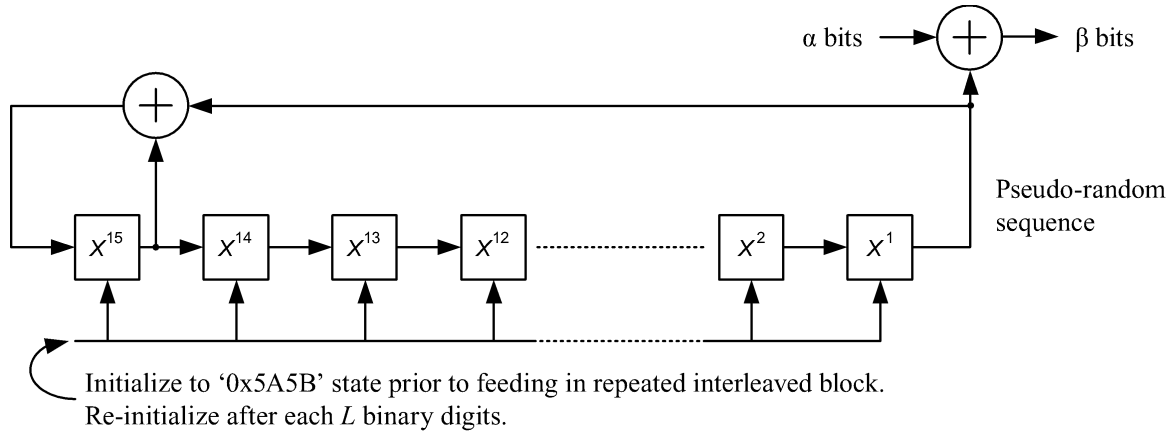 α bits + β bits
+
Pseudo-random
sequence
X¹⁵ X¹⁴ X¹³ X¹² X² X¹
Initialize to ‘0x5A5B’ state prior to feeding in repeated interleaved block.
Re-initialize after each L binary digits.